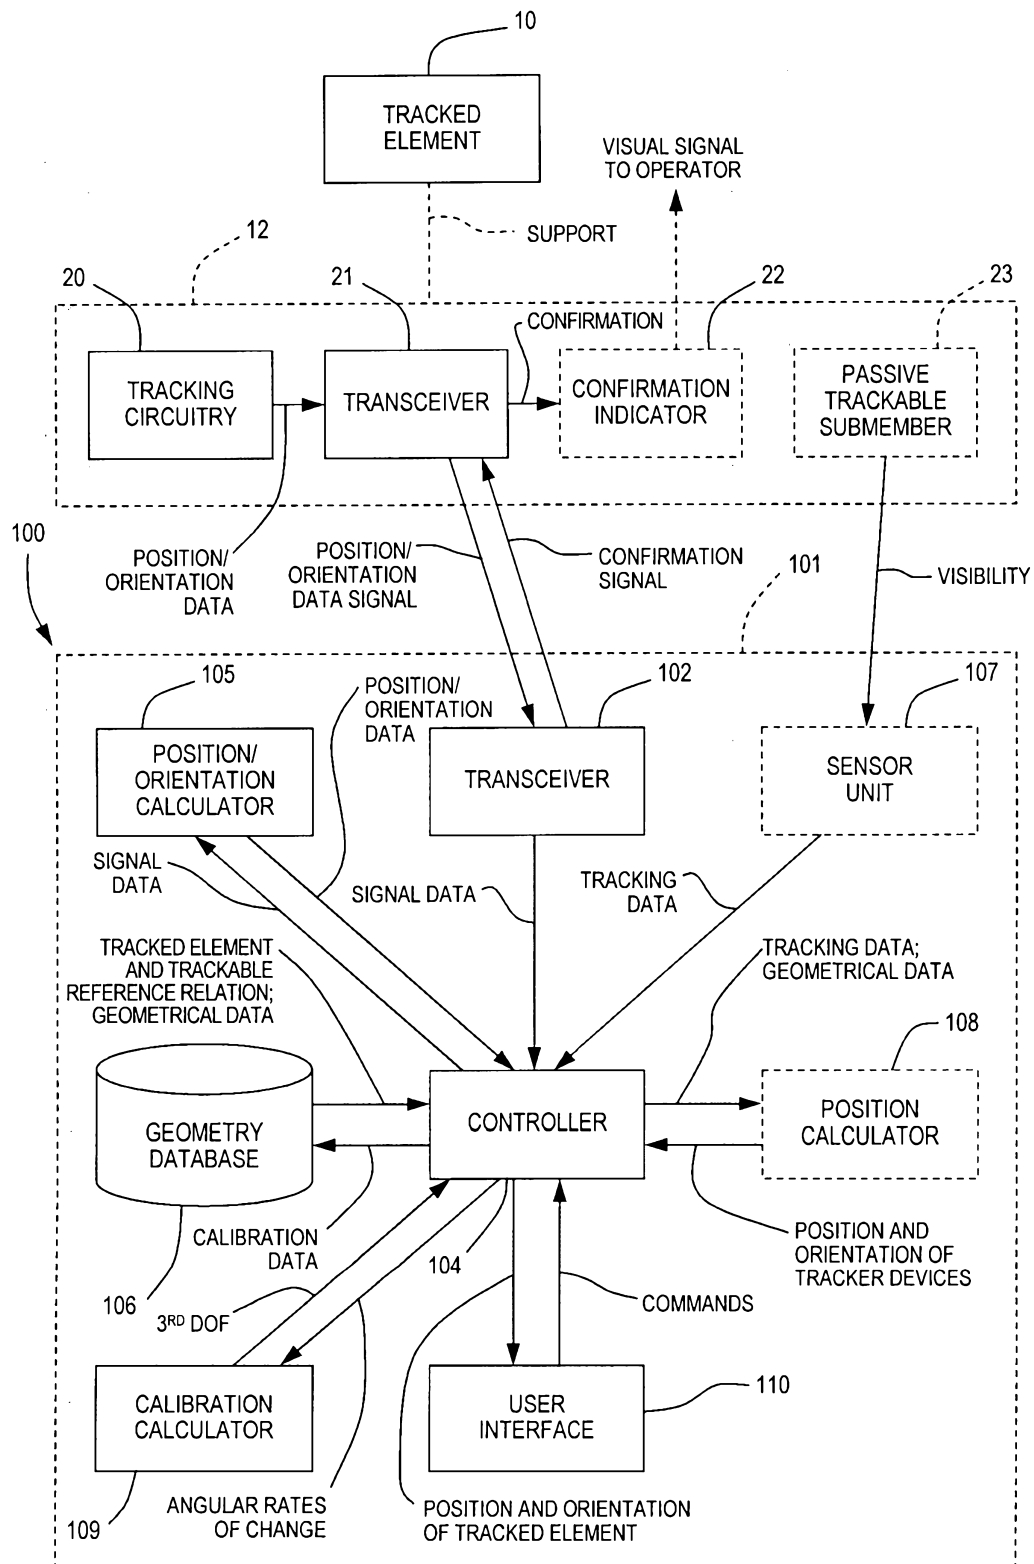 10
TRACKED
ELEMENT
VISUAL SIGNAL
TO OPERATOR
SUPPORT
12
20
21
22
23
CONFIRMATION
TRACKING
CIRCUITRY
TRANSCEIVER
CONFIRMATION
INDICATOR
PASSIVE
TRACKABLE
SUBMEMBER
100
POSITION/
ORIENTATION
DATA
POSITION/
ORIENTATION
DATA SIGNAL
CONFIRMATION
SIGNAL
VISIBILITY
101
105
POSITION/
ORIENTATION
DATA
102
107
POSITION/
ORIENTATION
CALCULATOR
TRANSCEIVER
SENSOR
UNIT
SIGNAL
DATA
SIGNAL DATA
TRACKING
DATA
TRACKED ELEMENT
AND TRACKABLE
REFERENCE RELATION;
GEOMETRICAL DATA
TRACKING DATA;
GEOMETRICAL DATA
108
GEOMETRY
DATABASE
CONTROLLER
POSITION
CALCULATOR
106
CALIBRATION
DATA
104
POSITION AND
ORIENTATION OF
TRACKER DEVICES
3RD DOF
COMMANDS
CALIBRATION
CALCULATOR
USER
INTERFACE
110
109
ANGULAR RATES
OF CHANGE
POSITION AND ORIENTATION
OF TRACKED ELEMENT